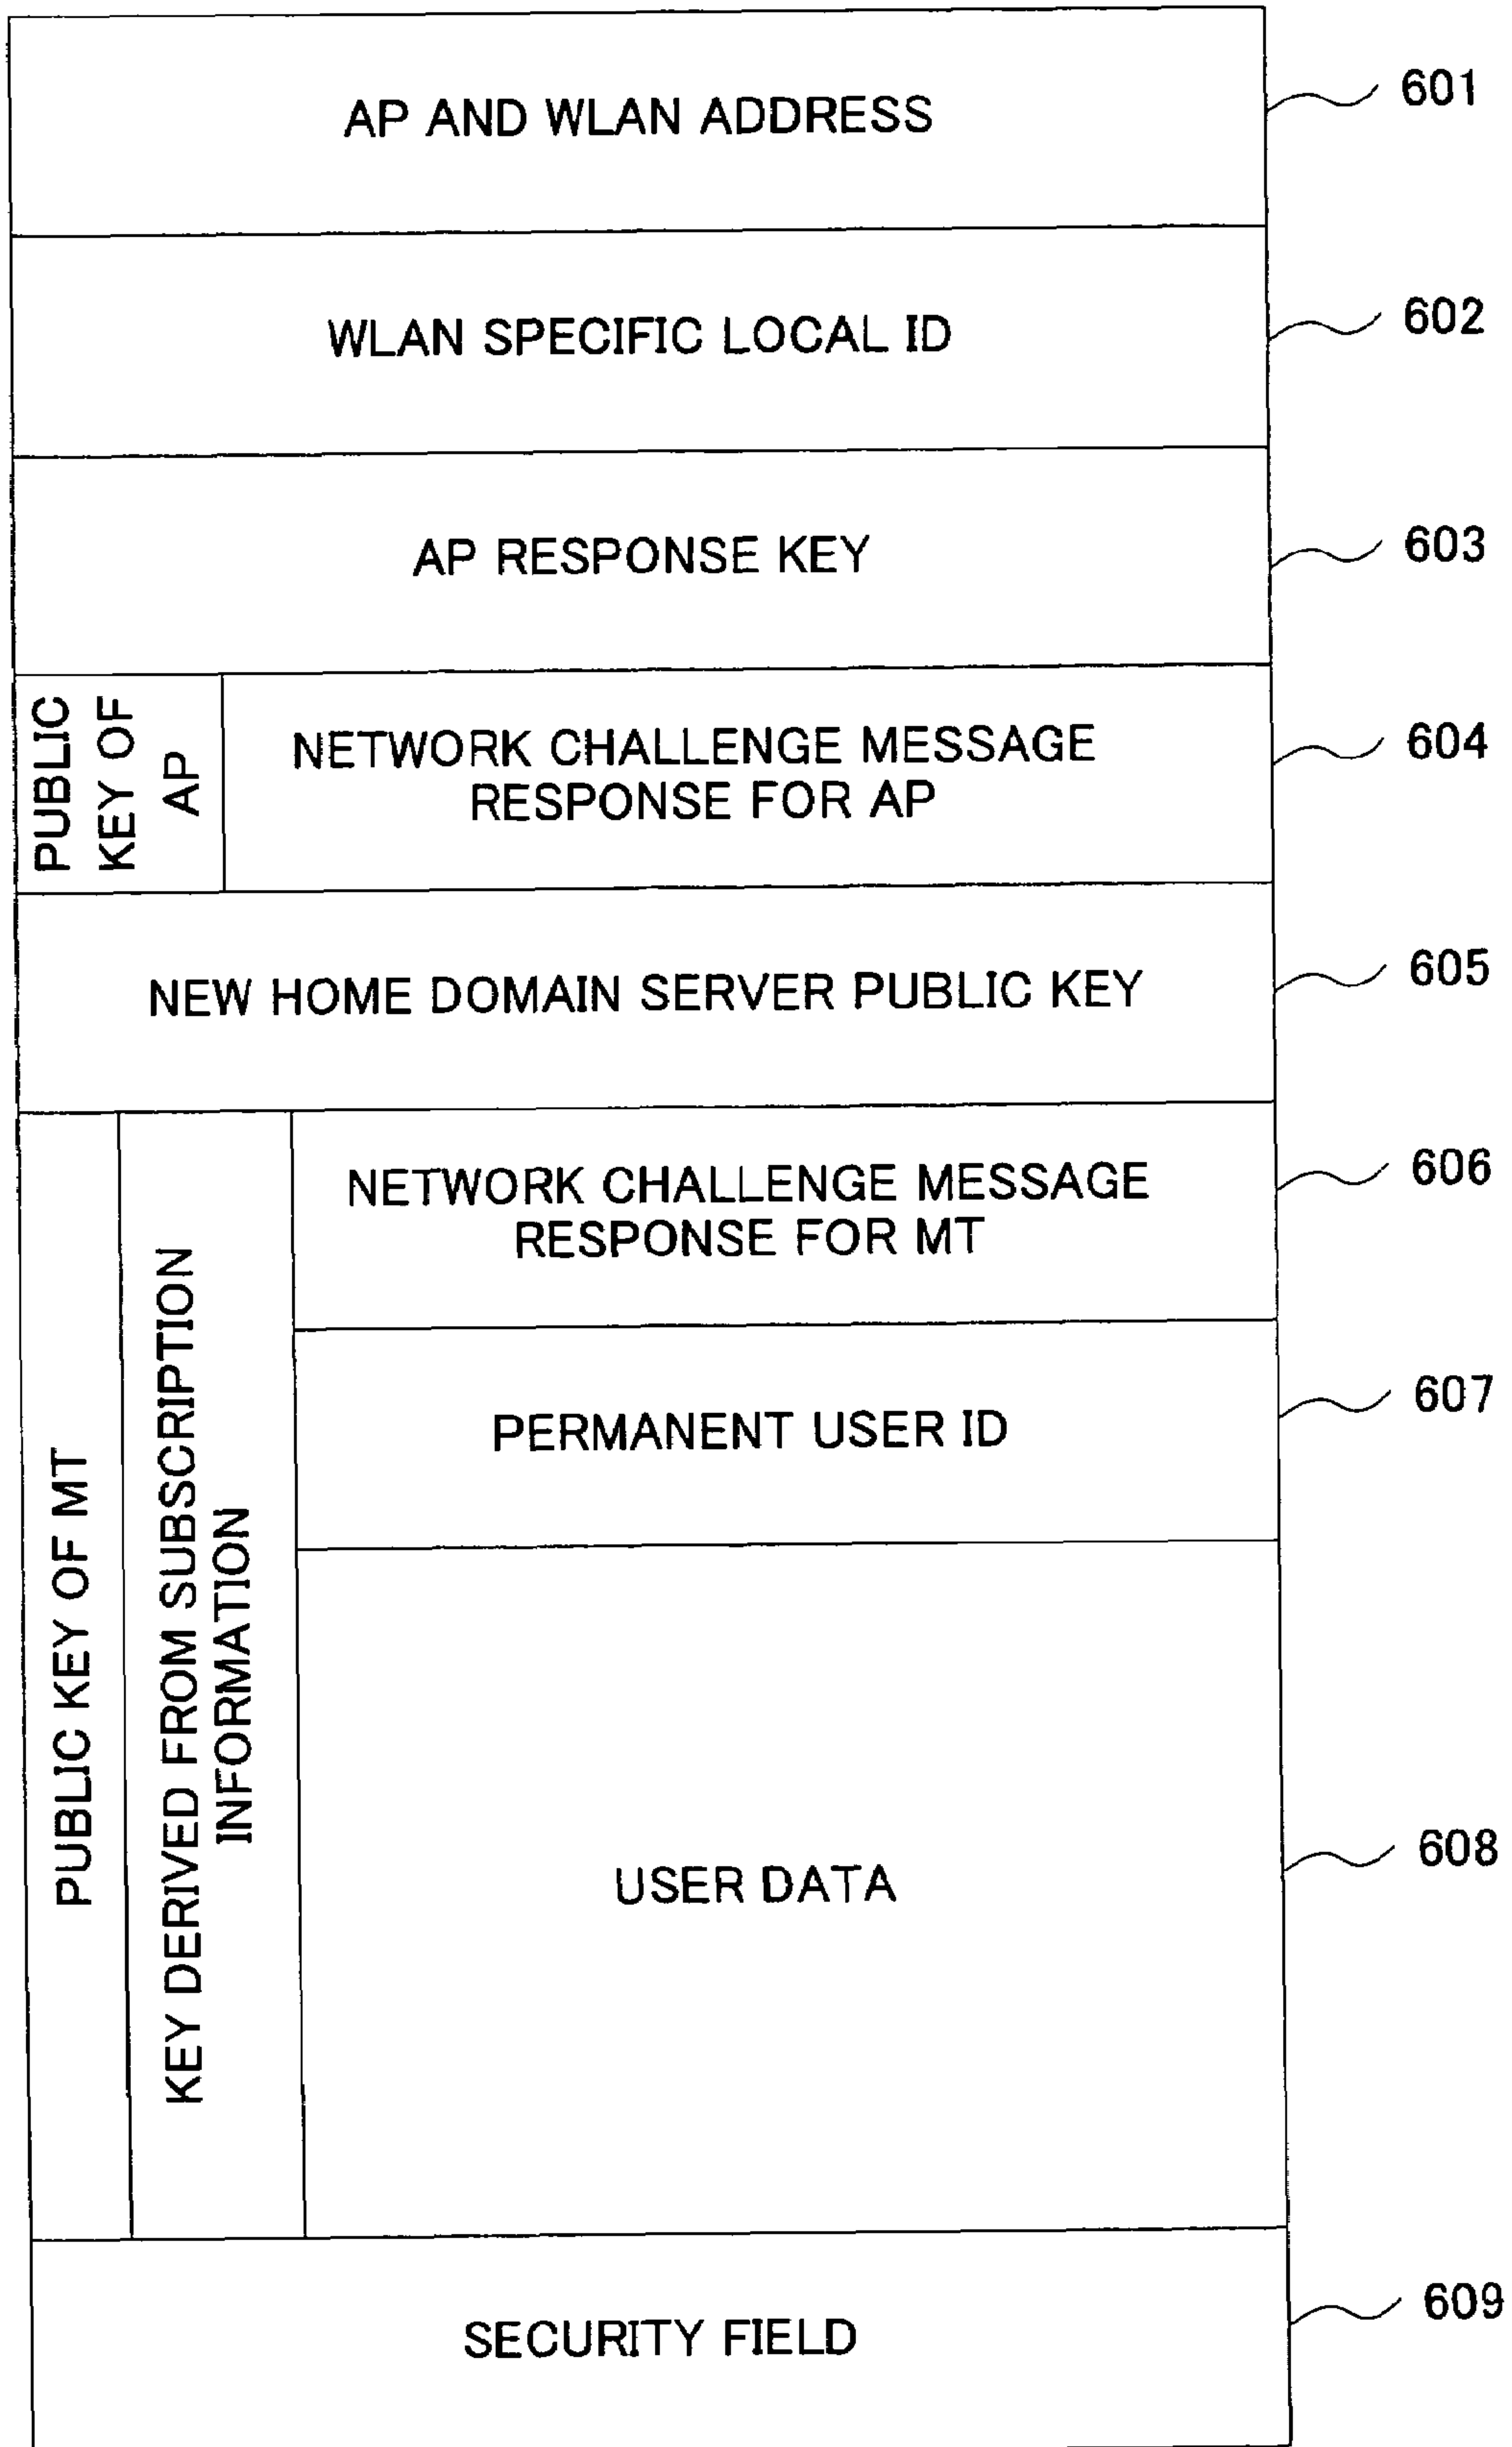 AP AND WLAN ADDRESS
601
WLAN SPECIFIC LOCAL ID
602
AP RESPONSE KEY
603
PUBLIC
KEY OF
AP
NETWORK CHALLENGE MESSAGE
RESPONSE FOR AP
604
NEW HOME DOMAIN SERVER PUBLIC KEY
605
PUBLIC KEY OF MT
KEY DERIVED FROM SUBSCRIPTION
INFORMATION
NETWORK CHALLENGE MESSAGE
RESPONSE FOR MT
606
PERMANENT USER ID
607
USER DATA
608
SECURITY FIELD
609